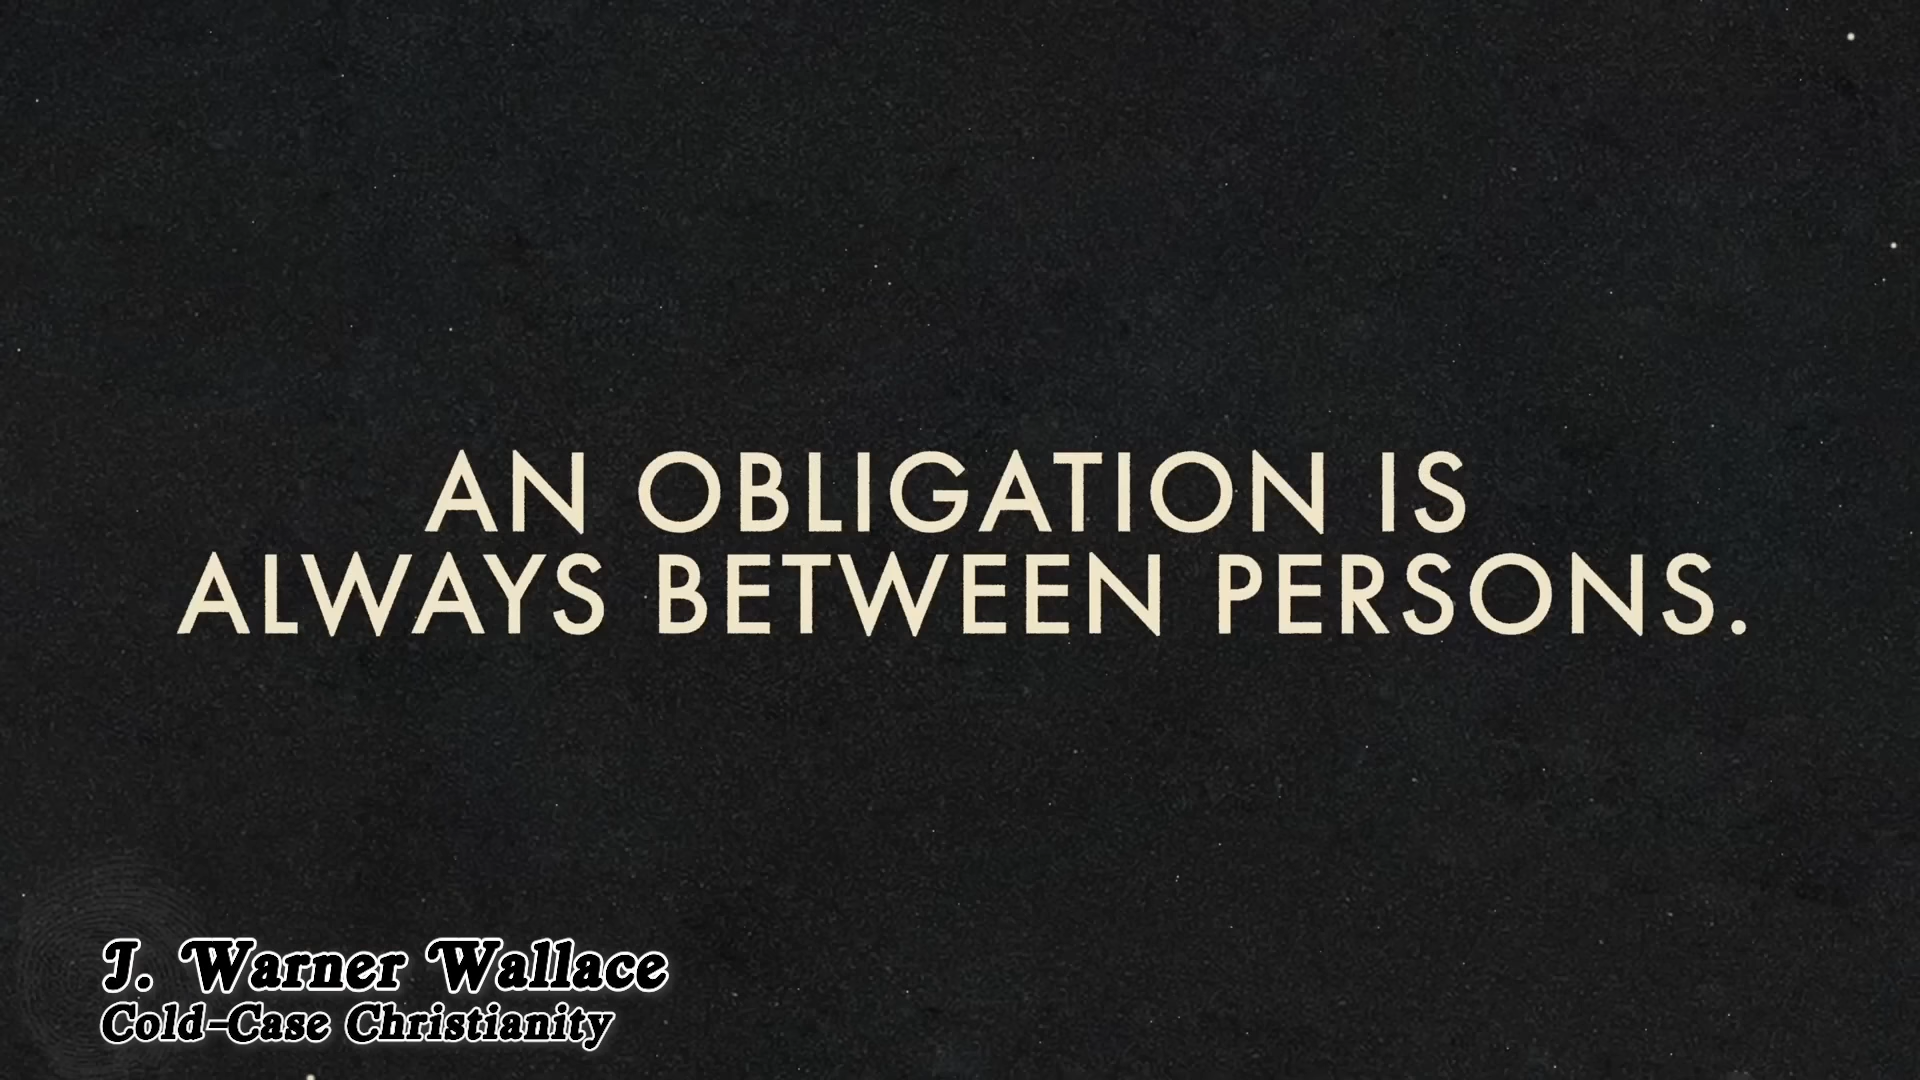 AN OBLIGATION IS
ALWAYS BETWEEN PERSONS.
J. Warner Wallace
Cold-Case Christianity